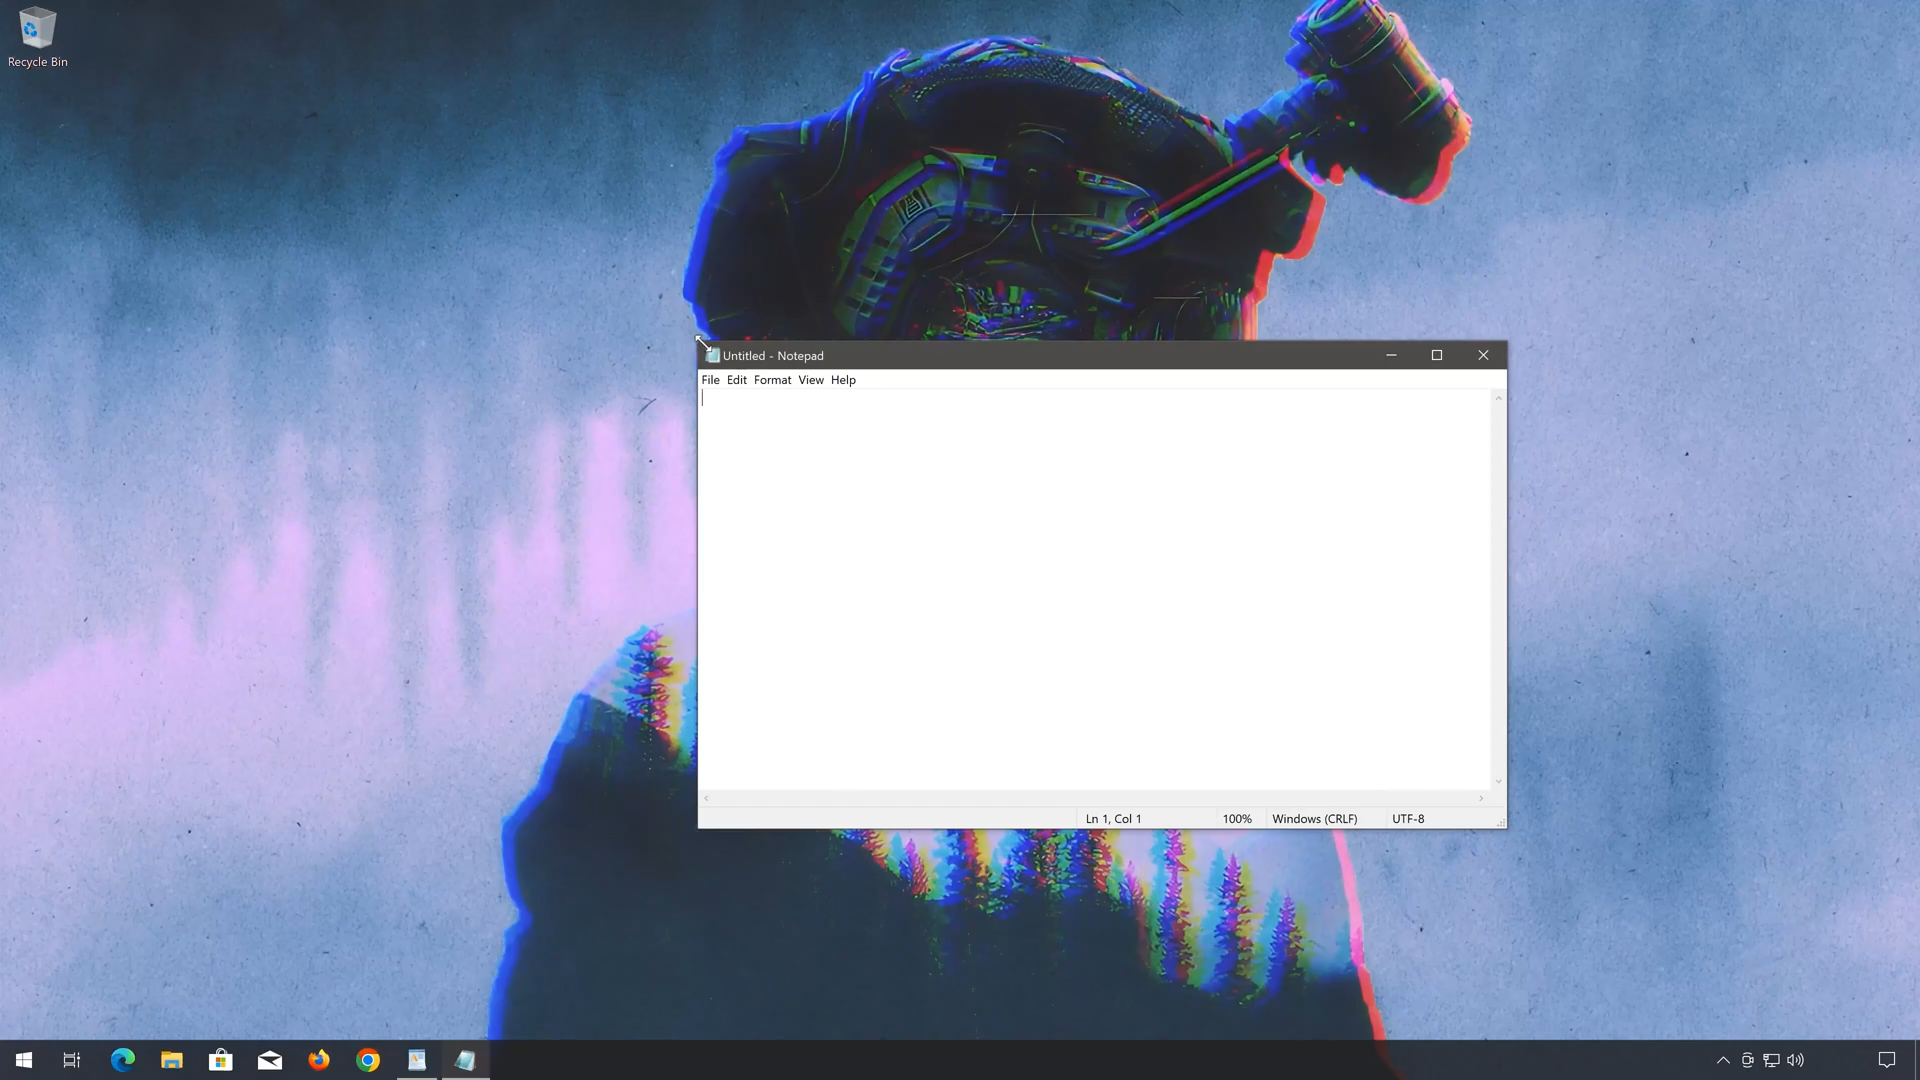 Recycle Bin
Untitled - Notepad
File Edit Format View Help
Ln 1, Col 1 100% Windows (CRLF) UTF-8